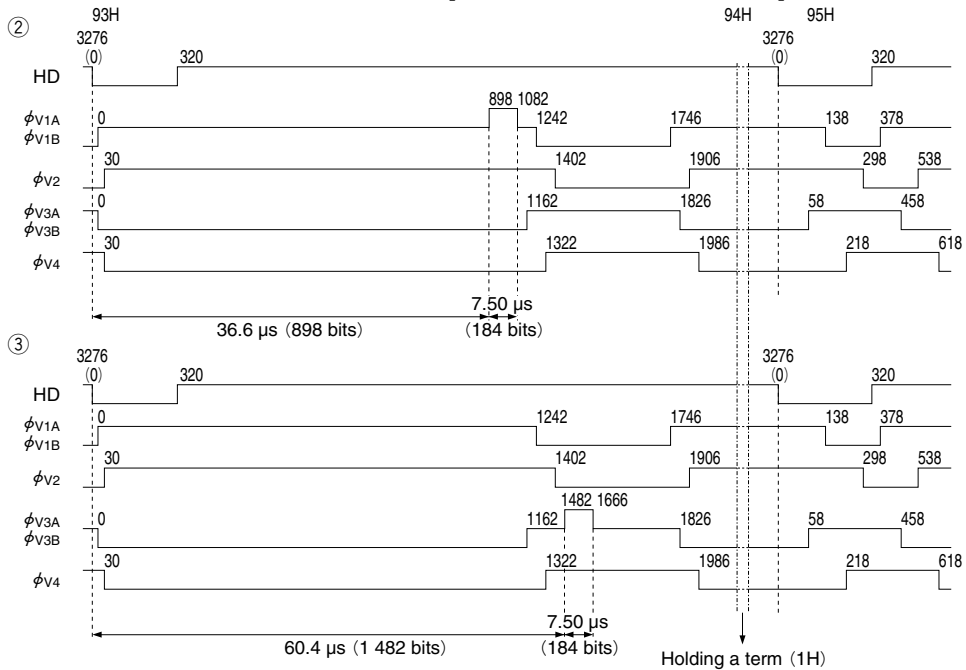 93H 94H 95H
②
3276 3276
(0) 320 (0) 320
HD
898 1082
ϕV1A 0 1242 1746 138 378
ϕV1B
30 1402 1906 298 538
ϕV2
ϕV3A 0 1162 1826 58 458
ϕV3B
30 1322 1986 218 618
ϕV4
7.50 µs
36.6 µs (898 bits) (184 bits)
③
3276 3276
(0) 320 (0) 320
HD
ϕV1A 0 1242 1746 138 378
ϕV1B
30 1402 1906 298 538
ϕV2
1482 1666
ϕV3A 0 1162 1826 58 458
ϕV3B
30 1322 1986 218 618
ϕV4
7.50 µs
60.4 µs (1 482 bits) (184 bits)
Holding a term (1H)